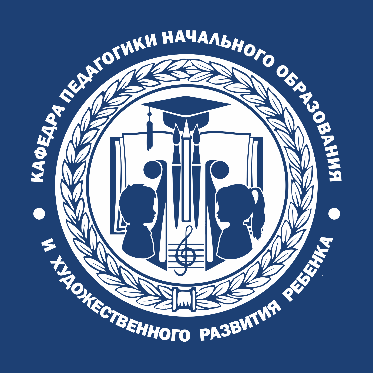 КАФЕДРА ПЕДАГОГИКИ НАЧАЛЬНОГО ОБРАЗОВАНИЯ
И ХУДОЖЕСТВЕННОГО РАЗВИТИЯ РЕБЕНКА